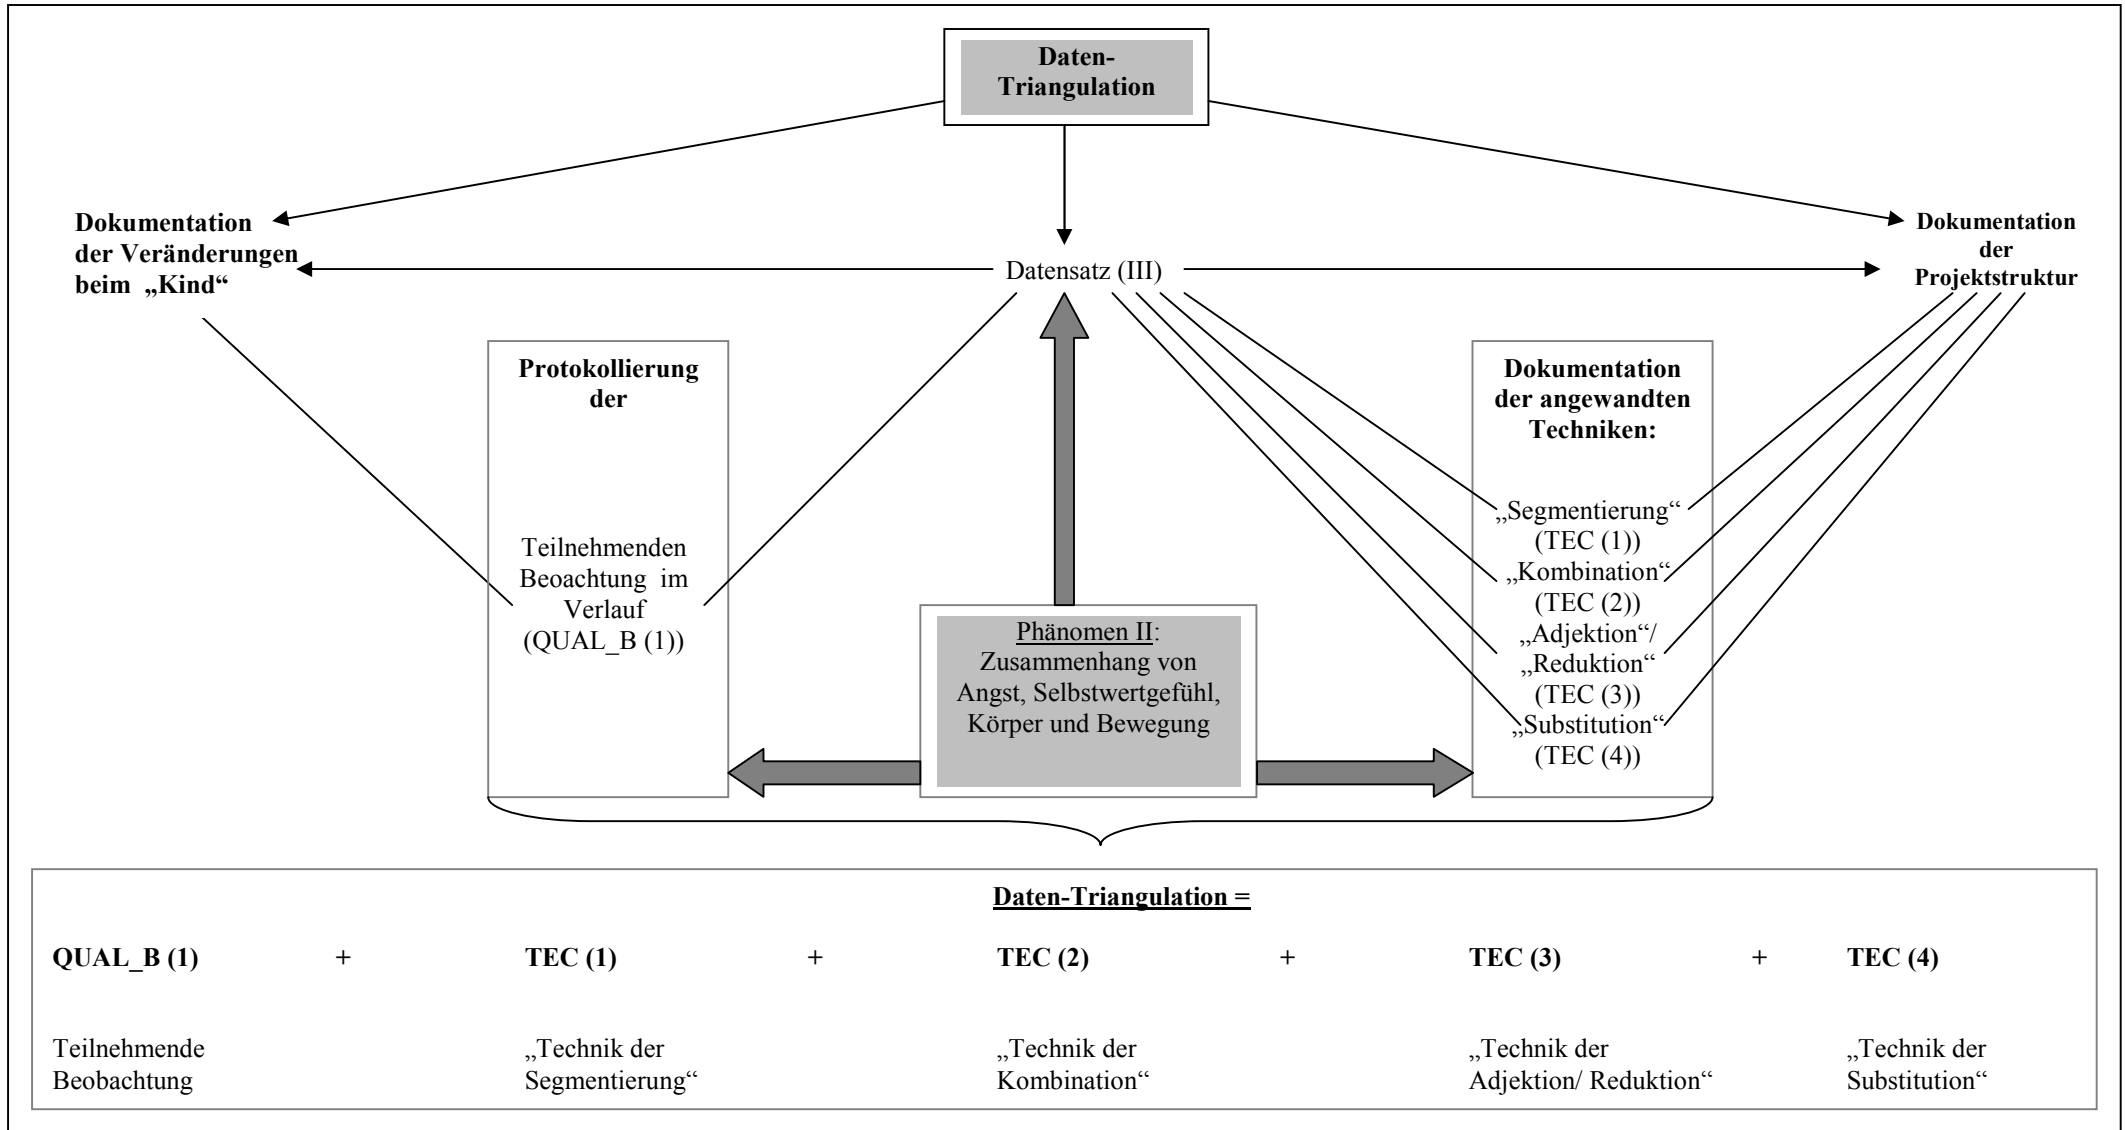 Daten-
Triangulation
Dokumentation
der Veränderungen
beim „Kind“
Datensatz (III)
Dokumentation
der
Projektstruktur
Protokollierung
der
Teilnehmenden
Beoachtung im
Verlauf
(QUAL_B (1))
Phänomen II:
Zusammenhang von
Angst, Selbstwertgefühl,
Körper und Bewegung
Dokumentation
der angewandten
Techniken:
„Segmentierung“
(TEC (1))
„Kombination“
(TEC (2))
„Adjektion“/
„Reduktion“
(TEC (3))
„Substitution“
(TEC (4))
Daten-Triangulation =
QUAL_B (1) + TEC (1) + TEC (2) + TEC (3) + TEC (4)
Teilnehmende „Technik der „Technik der „Technik der „Technik der
Beobachtung Segmentierung“ Kombination“ Adjektion/ Reduktion“ Substitution“